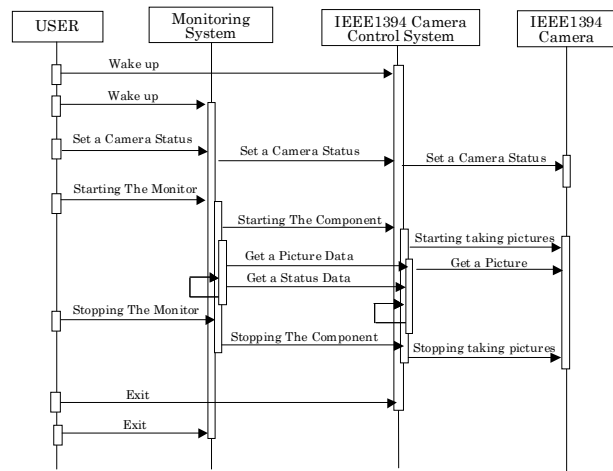 USER
Monitoring
System
IEEE1394 Camera
Control System
IEEE1394
Camera
Wake up
Wake up
Set a Camera Status
Set a Camera Status
Set a Camera Status
Starting The Monitor
Starting The Component
Starting taking pictures
Get a Picture Data
Get a Picture
Get a Status Data
Stopping The Monitor
Stopping The Component
Stopping taking pictures
Exit
Exit